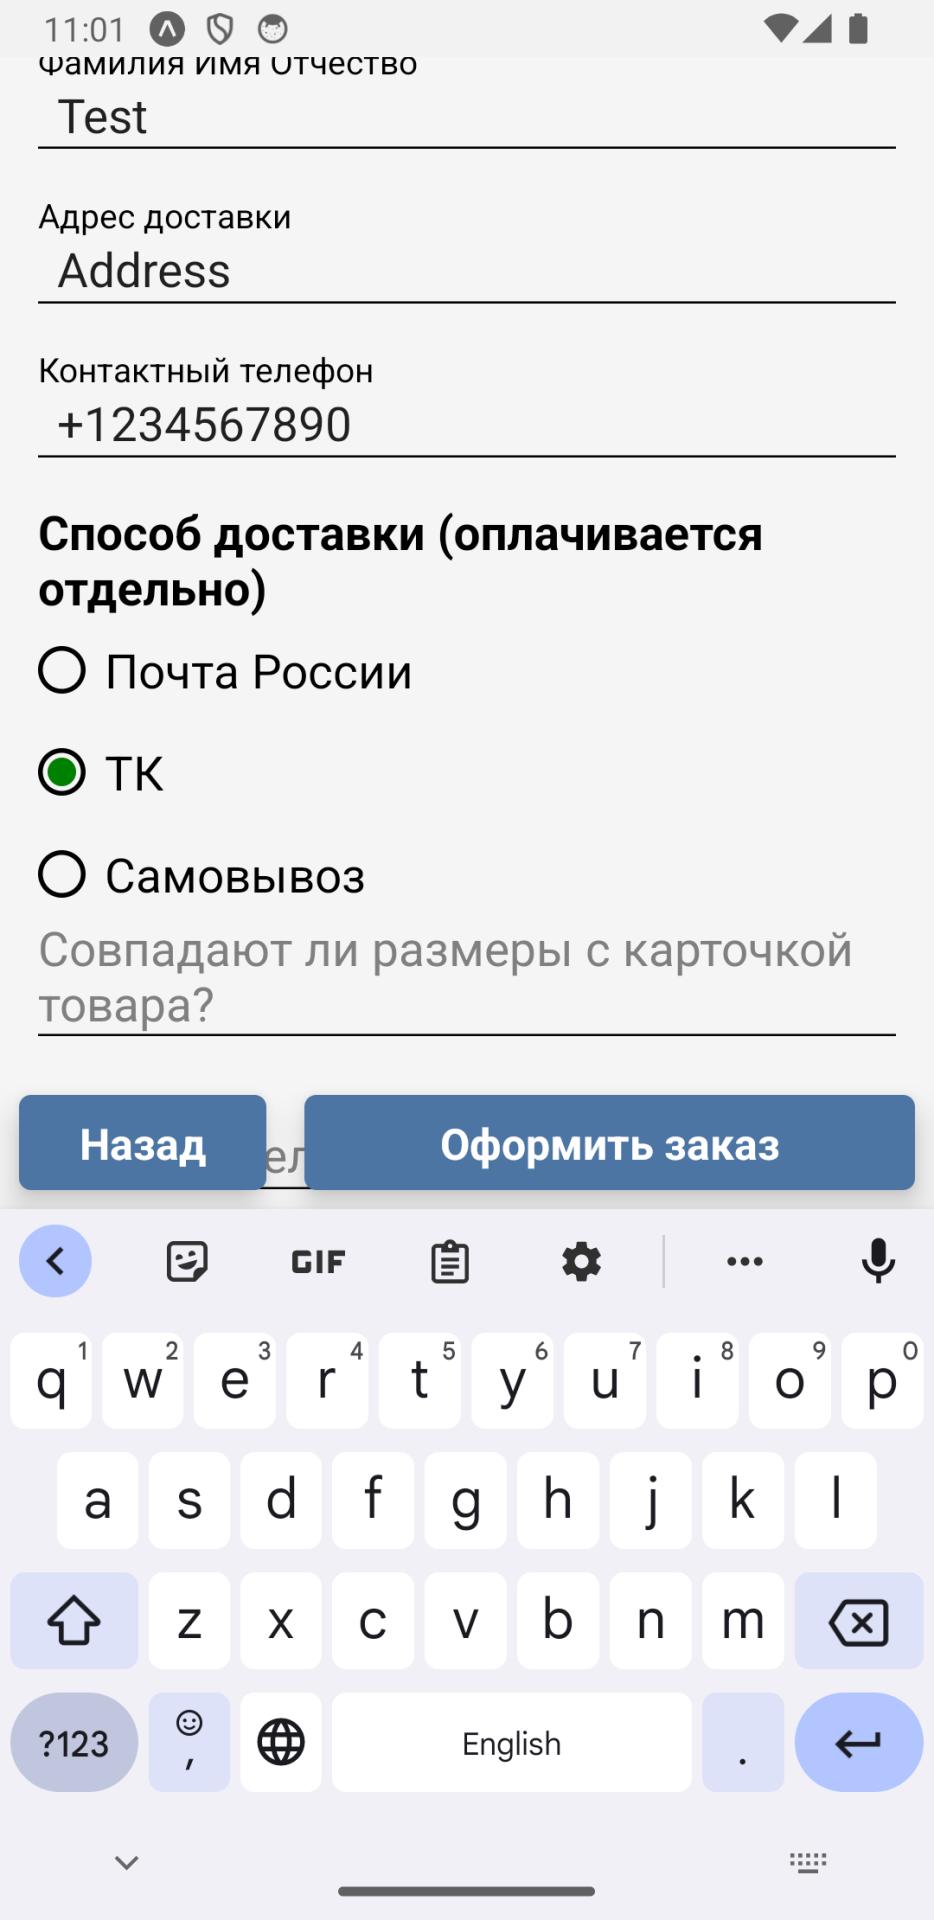 11:01
Фамилия Имя Отчество
Test
Адрес доставки
Address
Контактный телефон
+1234567890
Способ доставки (оплачивается
отдельно)
Почта России
ТК
Самовывоз
Совпадают ли размеры с карточкой
товара?
Назад
Оформить заказ
GIF
1 2 3 4 5 6 7 8 9 0
q w e r t y u i o p
a s d f g h j k l
z x c v b n m
?123 , English .